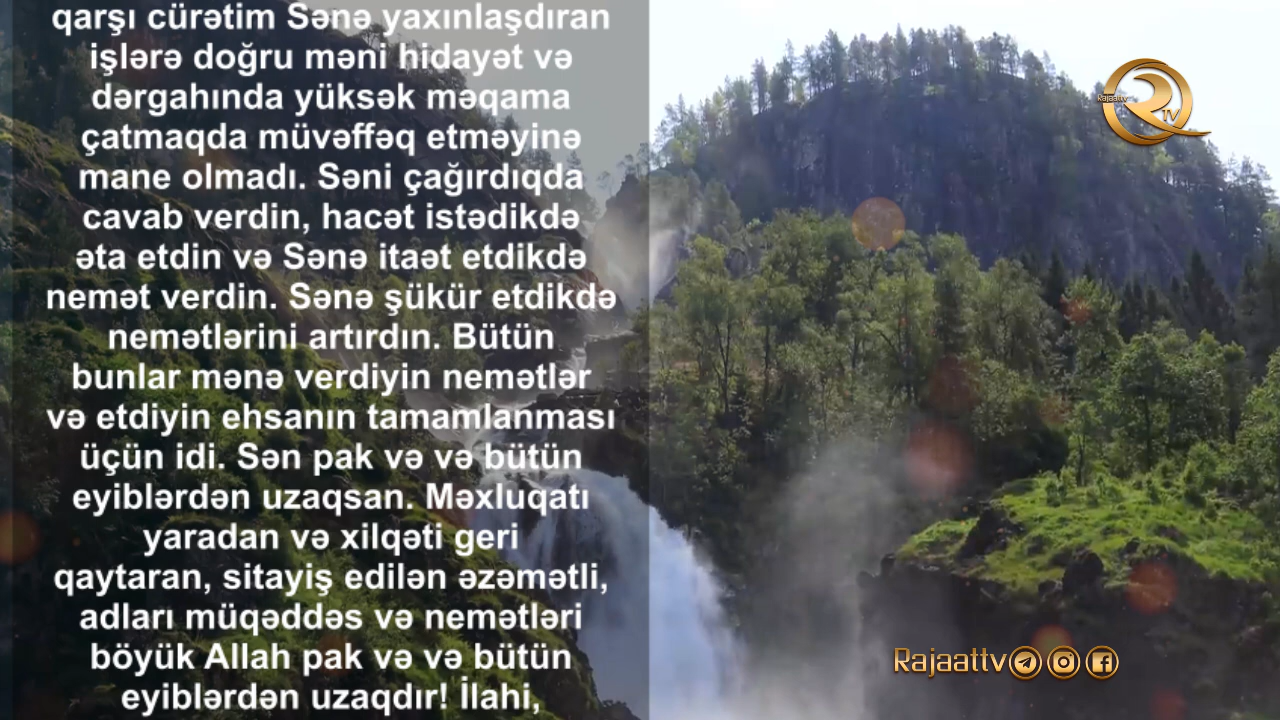 qarşı cürətim Sənə yaxınlaşdıran
işlərə doğru məni hidayət və
dərgahında yüksək məqama
çatmaqda müvəffəq etməyinə
mane olmadı. Səni çağırdıqda
cavab verdin, hacət istədikdə
əta etdin və Sənə itaət etdikdə
nemət verdin. Sənə şükür etdikdə
nemətlərini artırdın. Bütün
bunlar mənə verdiyin nemətlər
və etdiyin ehsanın tamamlanması
üçün idi. Sən pak və və bütün
eyiblərdən uzaqsan. Məxluqatı
yaradan və xilqəti geri
qaytaran, sitayiş edilən əzəmətli,
adları müqəddəs və nemətləri
böyük Allah pak və və bütün
eyiblərdən uzaqdır! İlahi,
Rajaattv
TV
Rajaattv